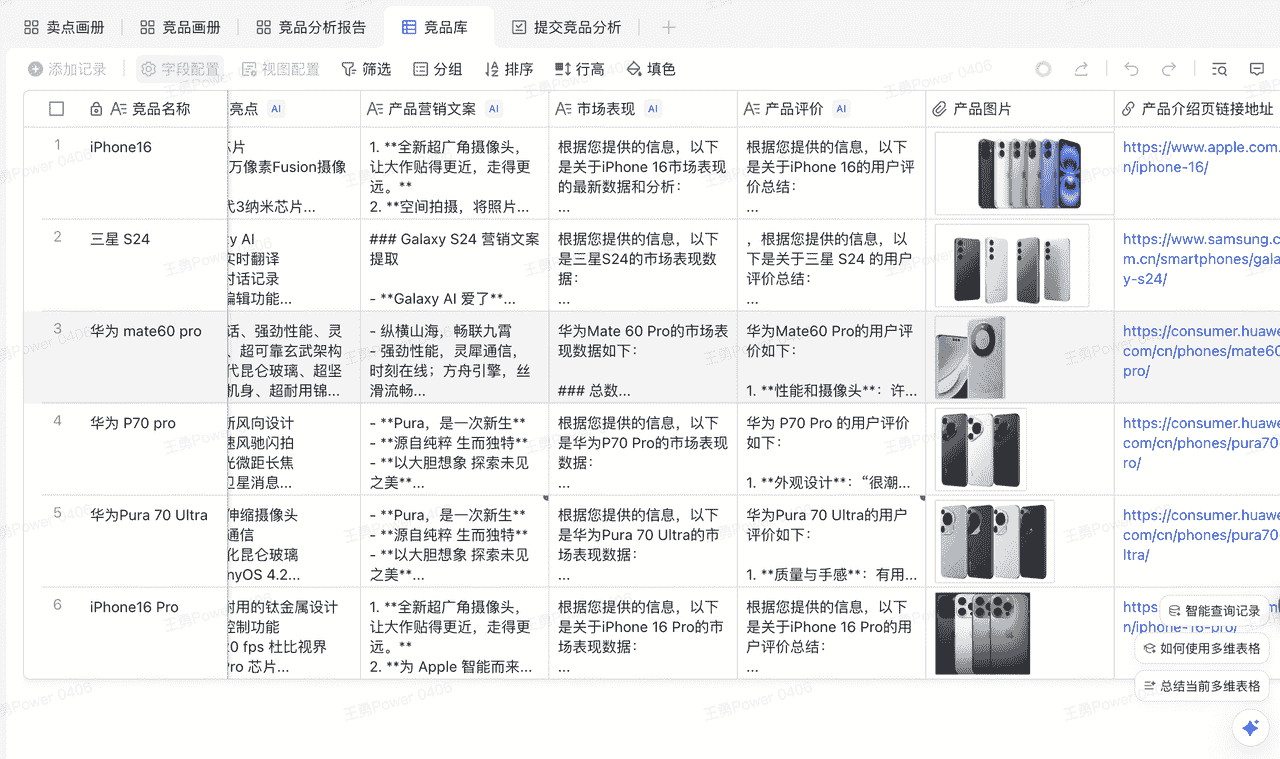 卖点画册 竞品画册 竞品分析报告 竞品库 提交竞品分析
添加记录 字段配置 视图配置 筛选 分组 排序 行高 填色
竞品名称 亮点 AI 产品营销文案 AI 市场表现 AI 产品评价 AI 产品图片 产品介绍页链接地址
1
iPhone16
芯片
万像素Fusion摄像
代3纳米芯片...
1. **全新超广角摄像头，
让大作贴得更近，走得更
远。**
2. **空间拍摄，将照片...
根据您提供的信息，以下
是关于iPhone 16市场表现
的最新数据和分析：
...
根据您提供的信息，以下
是关于iPhone 16的用户评
价总结：
...
https://www.apple.com.
n/iphone-16/
2
三星 S24
xy AI
实时翻译
对话记录
编辑功能...
### Galaxy S24 营销文案
提取
- **Galaxy AI 爱了**...
根据您提供的信息，以下
是三星S24的市场表现数
据：
...
，根据您提供的信息，以
下是关于三星 S24 的用户
评价总结：
...
https://www.samsung.c
m.cn/smartphones/gala
y-s24/
3
华为 mate60 pro
话、强劲性能、灵
、超可靠玄武架构
代昆仑玻璃、超坚
机身、超耐用锦...
- 纵横山海，畅联九霄
- 强劲性能，灵犀通信，
时刻在线；方舟引擎，丝
滑流畅...
华为Mate 60 Pro的市场表
现数据如下：
### 总数...
华为Mate60 Pro的用户评
价如下：
1. **性能和摄像头**：许...
https://consumer.huawe
com/cn/phones/mate60
pro/
4
华为 P70 pro
新风向设计
速风驰闪拍
光微距长焦
卫星消息...
- **Pura，是一次新生**
- **源自纯粹 生而独特**
- **以大胆想象 探索未见
之美**...
根据您提供的信息，以下
是华为P70 Pro的市场表现
数据：
...
华为 P70 Pro 的用户评价
如下：
1. **外观设计**：“很潮...
https://consumer.huawe
com/cn/phones/pura70
ro/
5
华为Pura 70 Ultra
伸缩摄像头
通信
化昆仑玻璃
nyOS 4.2...
- **Pura，是一次新生**
- **源自纯粹 生而独特**
- **以大胆想象 探索未见
之美**...
根据您提供的信息，以下
是华为Pura 70 Ultra的市
场表现数据：
...
华为Pura 70 Ultra的用户
评价如下：
1. **质量与手感**：有用...
https://consumer.huawe
com/cn/phones/pura70
ltra/
6
iPhone16 Pro
耐用的钛金属设计
控制功能
20 fps 杜比视界
Pro 芯片...
1. **全新超广角摄像头，
让大作贴得更近，走得更
远。**
2. **为 Apple 智能而来...
根据您提供的信息，以下
是关于iPhone 16 Pro的市
场表现数据：
...
根据您提供的信息，以下
是关于iPhone 16 Pro的用
户评价总结：
...
https
n/iphone-16-pro/
智能查询记录
如何使用多维表格
总结当前多维表格
王勇Power 0406